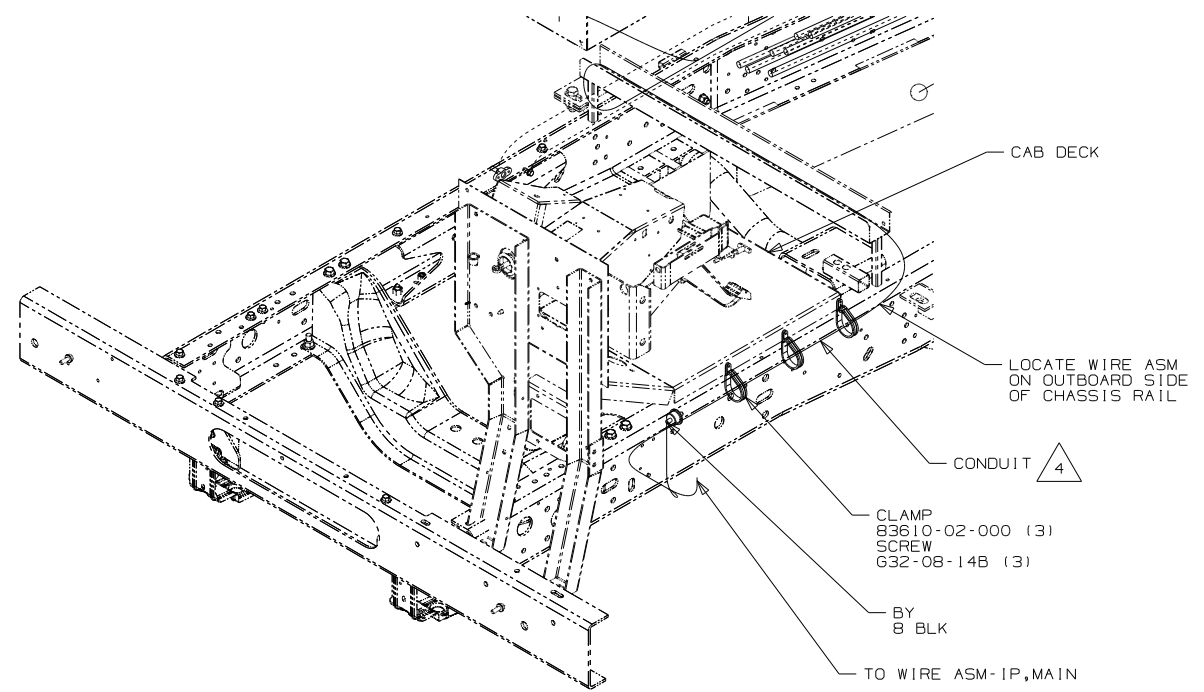 CAB DECK
LOCATE WIRE ASM
ON OUTBOARD SIDE
OF CHASSIS RAIL
CONDUIT 4
CLAMP
83610-02-000 (3)
SCREW
G32-08-14B (3)
BY
8 BLK
TO WIRE ASM-IP,MAIN